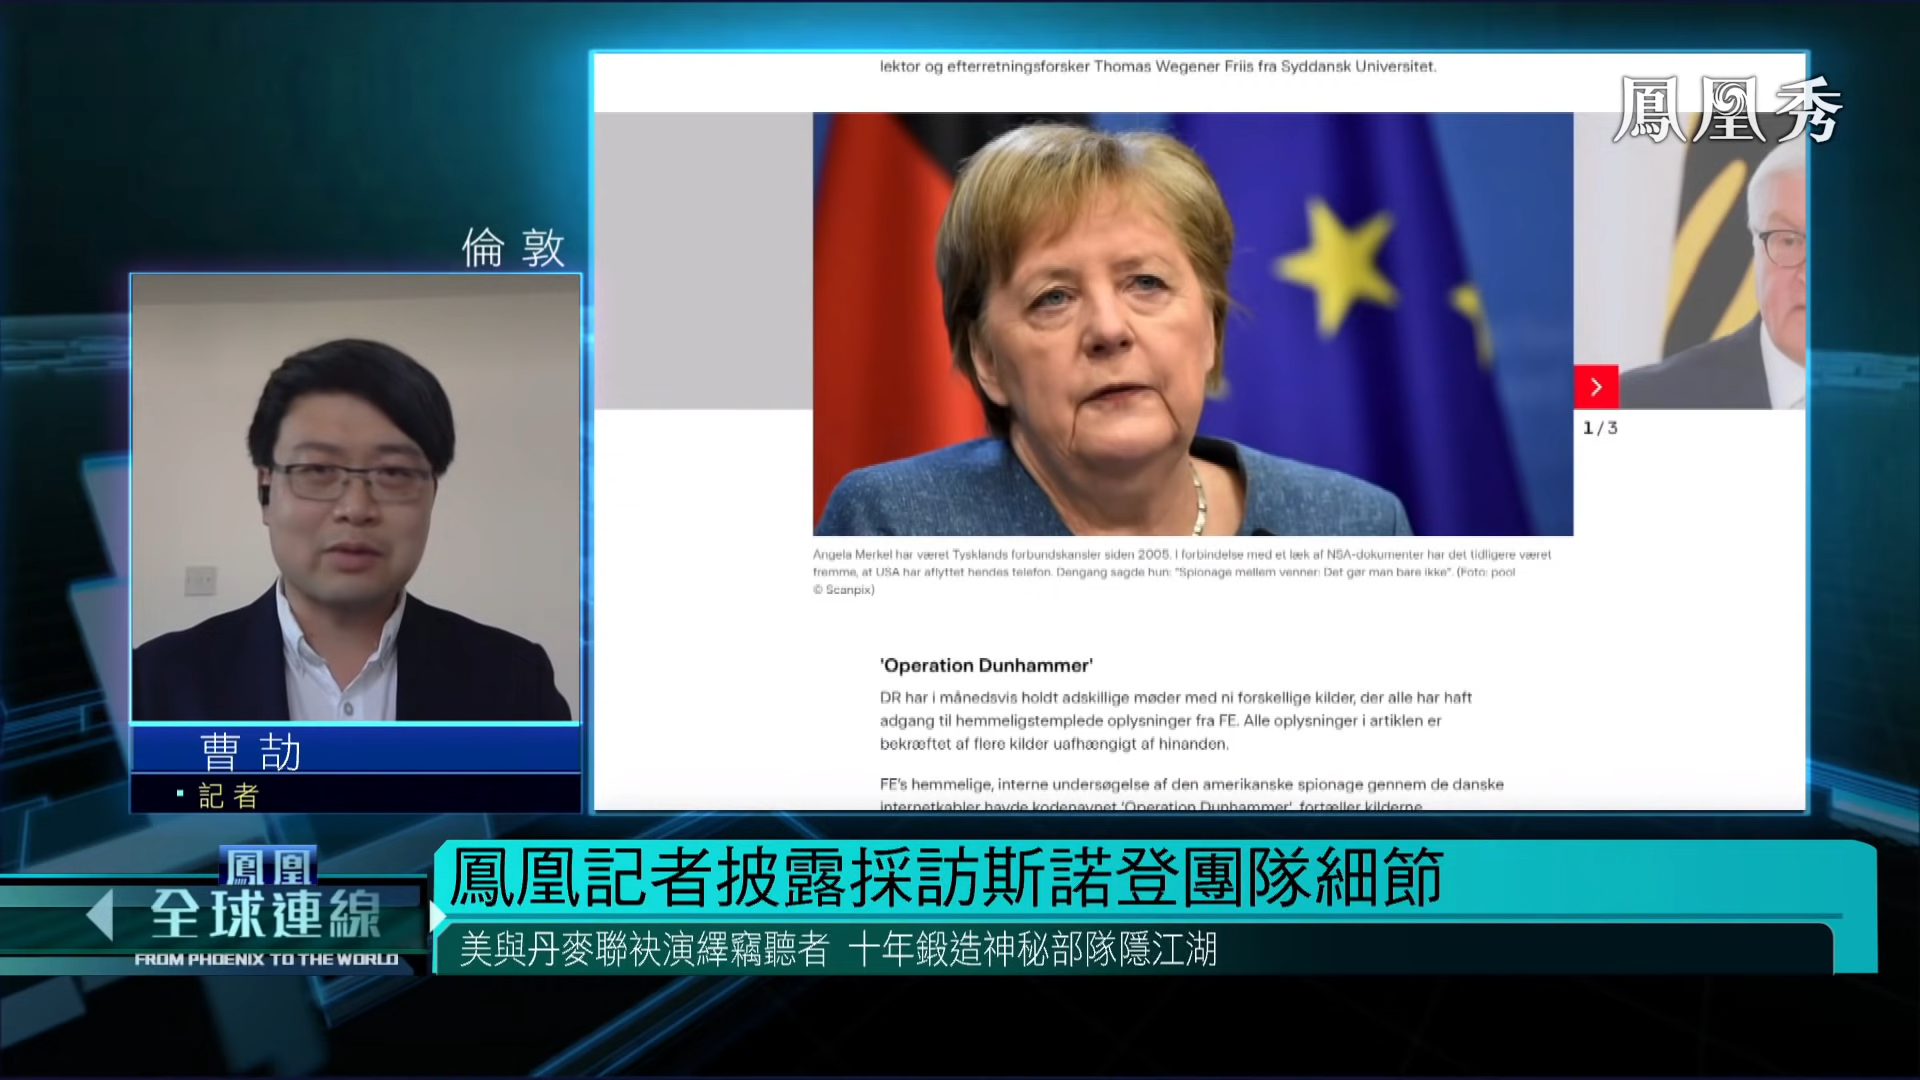 lektor og efterretningsforsker Thomas Wegener Friis fra Syddansk Universitet.
鳳凰秀
倫敦
1/3
Angela Merkel har været Tysklands forbundskansler siden 2005. I forbindelse med et læk af NSA-dokumenter har det tidligere været
fremme, at USA har aflyttet hendes telefon. Dengang sagde hun: "Spionage mellem venner: Det gør man bare ikke". (Foto: pool
© Scanpix)
'Operation Dunhammer'
DR har i månedsvis holdt adskillige møder med ni forskellige kilder, der alle har haft
adgang til hemmeligstemplede oplysninger fra FE. Alle oplysninger i artiklen er
bekræftet af flere kilder uafhængigt af hinanden.
FE's hemmelige, interne undersøgelse af den amerikanske spionage gennem de danske
internetkabler havde kodenavnet 'Operation Dunhammer', fortæller kilderne
曹劼
記者
鳳凰
全球連線
FROM PHOENIX TO THE WORLD
鳳凰記者披露採訪斯諾登團隊細節
美與丹麥聯袂演繹竊聽者 十年鍛造神秘部隊隱江湖